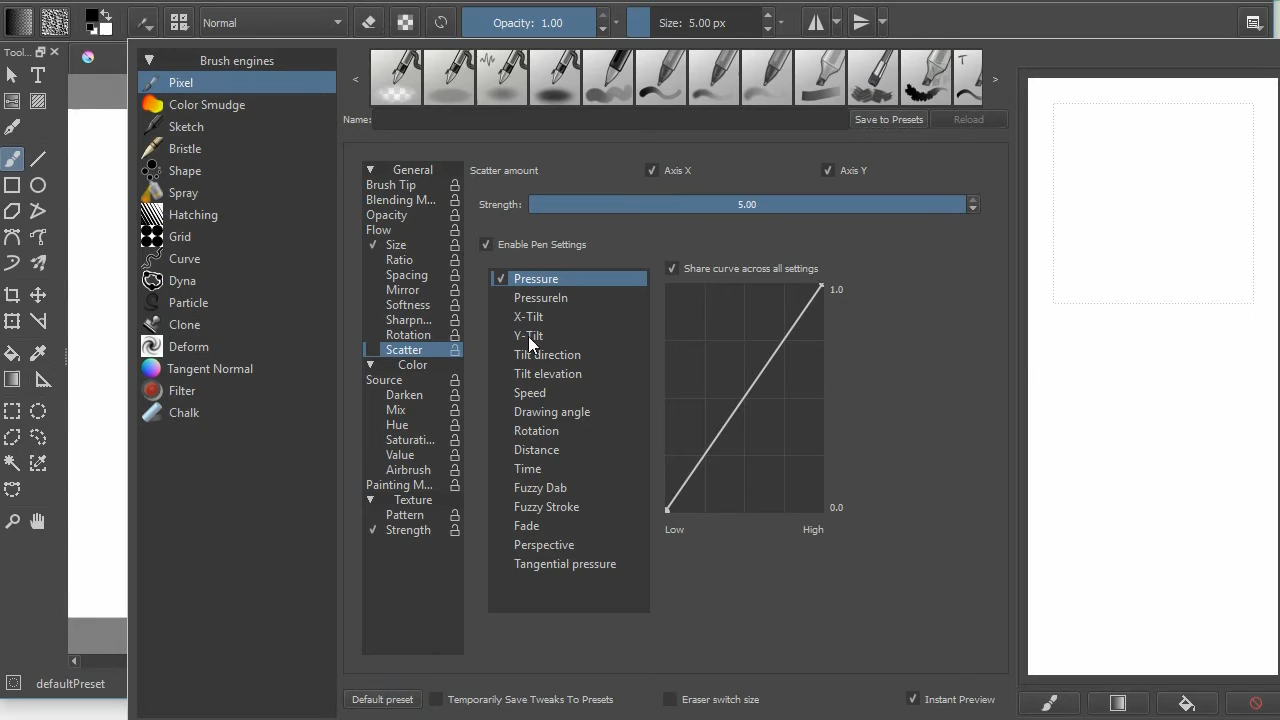 Normal
Opacity: 1.00
Size: 5.00 px
Tool...
Brush engines
Pixel
Color Smudge
Sketch
Bristle
Shape
Spray
Hatching
Grid
Curve
Dyna
Particle
Clone
Deform
Tangent Normal
Filter
Chalk
<
T
>
Name:
Save to Presets
Reload
General
Brush Tip
Blending M...
Opacity
Flow
Size
Ratio
Spacing
Mirror
Softness
Sharpn...
Rotation
Scatter
Color
Source
Darken
Mix
Hue
Saturati...
Value
Airbrush
Painting M...
Texture
Pattern
Strength
Scatter amount
Axis X
Axis Y
Strength:
5.00
Enable Pen Settings
Pressure
PressureIn
X-Tilt
Y-Tilt
Tilt direction
Tilt elevation
Speed
Drawing angle
Rotation
Distance
Time
Fuzzy Dab
Fuzzy Stroke
Fade
Perspective
Tangential pressure
Share curve across all settings
1.0
0.0
Low
High
defaultPreset
Default preset
Temporarily Save Tweaks To Presets
Eraser switch size
Instant Preview